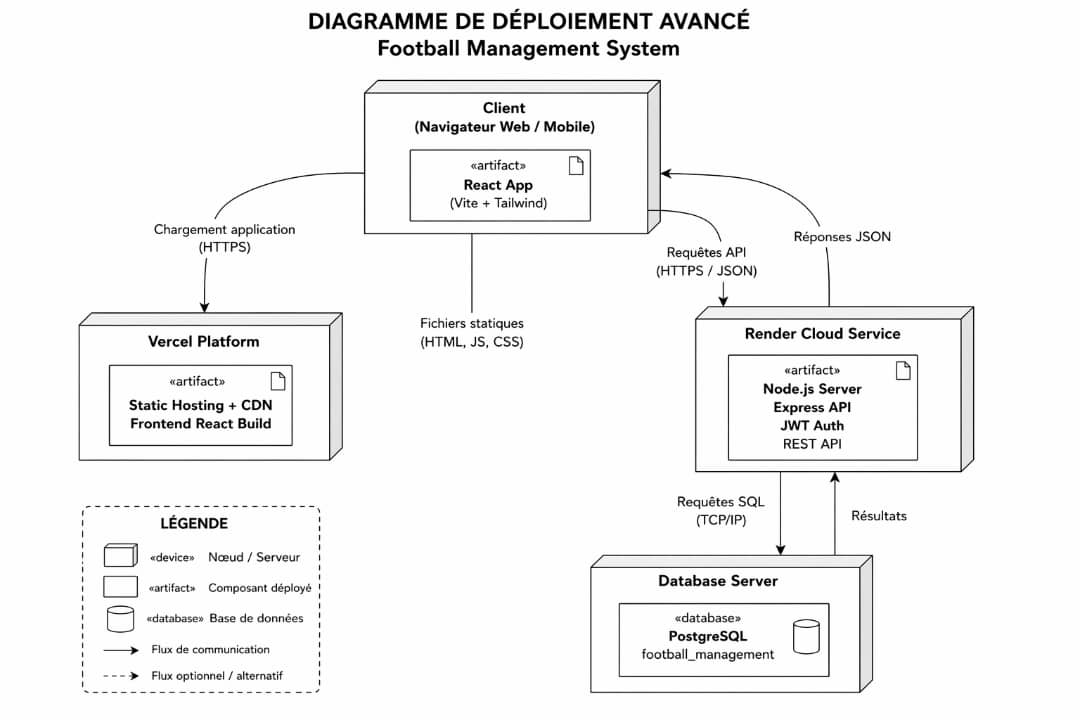 DIAGRAMME DE DÉPLOIEMENT AVANCÉ
Football Management System
Client
(Navigateur Web / Mobile)
«artifact»
React App
(Vite + Tailwind)
Chargement application
(HTTPS)
Fichiers statiques
(HTML, JS, CSS)
Requêtes API
(HTTPS / JSON)
Réponses JSON
Vercel Platform
«artifact»
Static Hosting + CDN
Frontend React Build
Render Cloud Service
«artifact»
Node.js Server
Express API
JWT Auth
REST API
Requêtes SQL
(TCP/IP)
Résultats
Database Server
«database»
PostgreSQL
football_management
LÉGENDE
«device» Nœud / Serveur
«artifact» Composant déployé
«database» Base de données
Flux de communication
Flux optionnel / alternatif